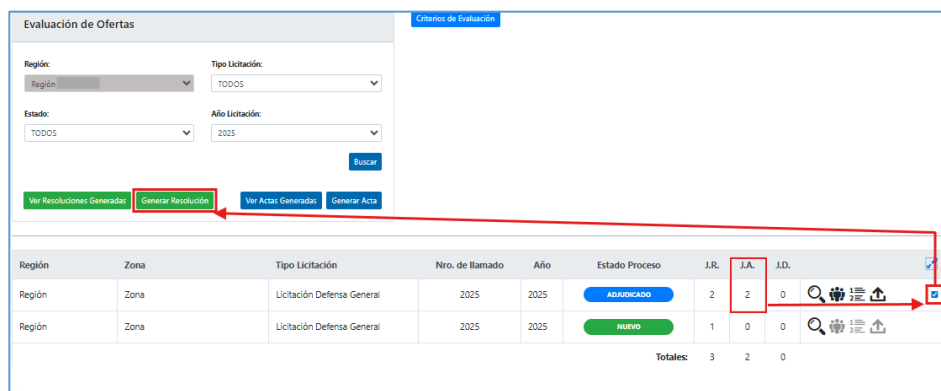 Evaluación de Ofertas
Criterios de Evaluación
Región: Tipo Licitación:
Región TODOS
Estado: Año Licitación:
TODOS 2025
Buscar
Ver Resoluciones Generadas Generar Resolución Ver Actas Generadas Generar Acta
Región Zona Tipo Licitación Nro. de llamado Año Estado Proceso J.R. J.A. J.D.
Región Zona Licitación Defensa General 2025 2025 ADJUDICADO 2 2 0
Región Zona Licitación Defensa General 2025 2025 NUEVO 1 0 0
Totales: 3 2 0